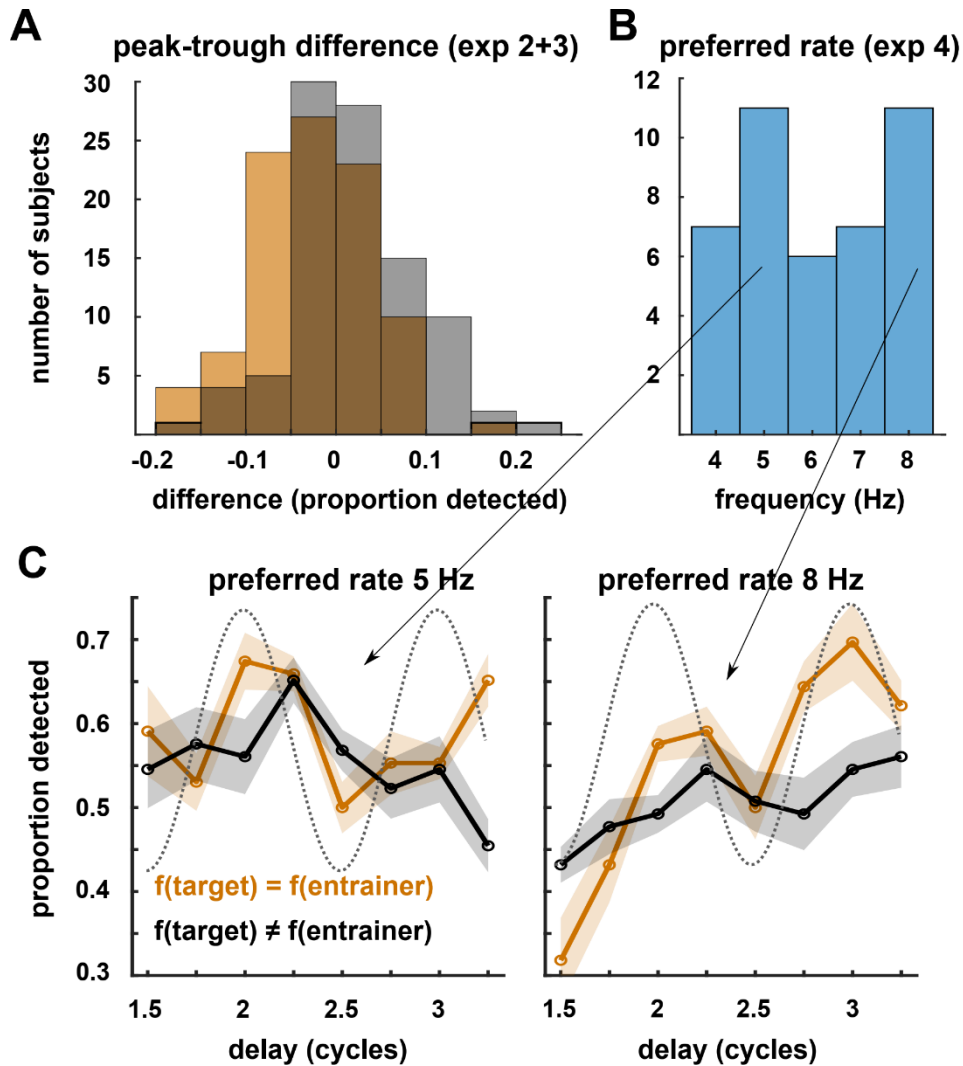 A
peak-trough difference (exp 2+3)
number of subjects
30
25
20
15
10
5
-0.2
-0.1
0
0.1
0.2
difference (proportion detected)
B
preferred rate (exp 4)
12
10
8
6
4
2
4
5
6
7
8
frequency (Hz)
C
preferred rate 5 Hz
proportion detected
0.7
0.6
0.5
0.4
0.3
f(target) = f(entrainer)
f(target) ≠ f(entrainer)
1.5
2
2.5
3
delay (cycles)
preferred rate 8 Hz
1.5
2
2.5
3
delay (cycles)